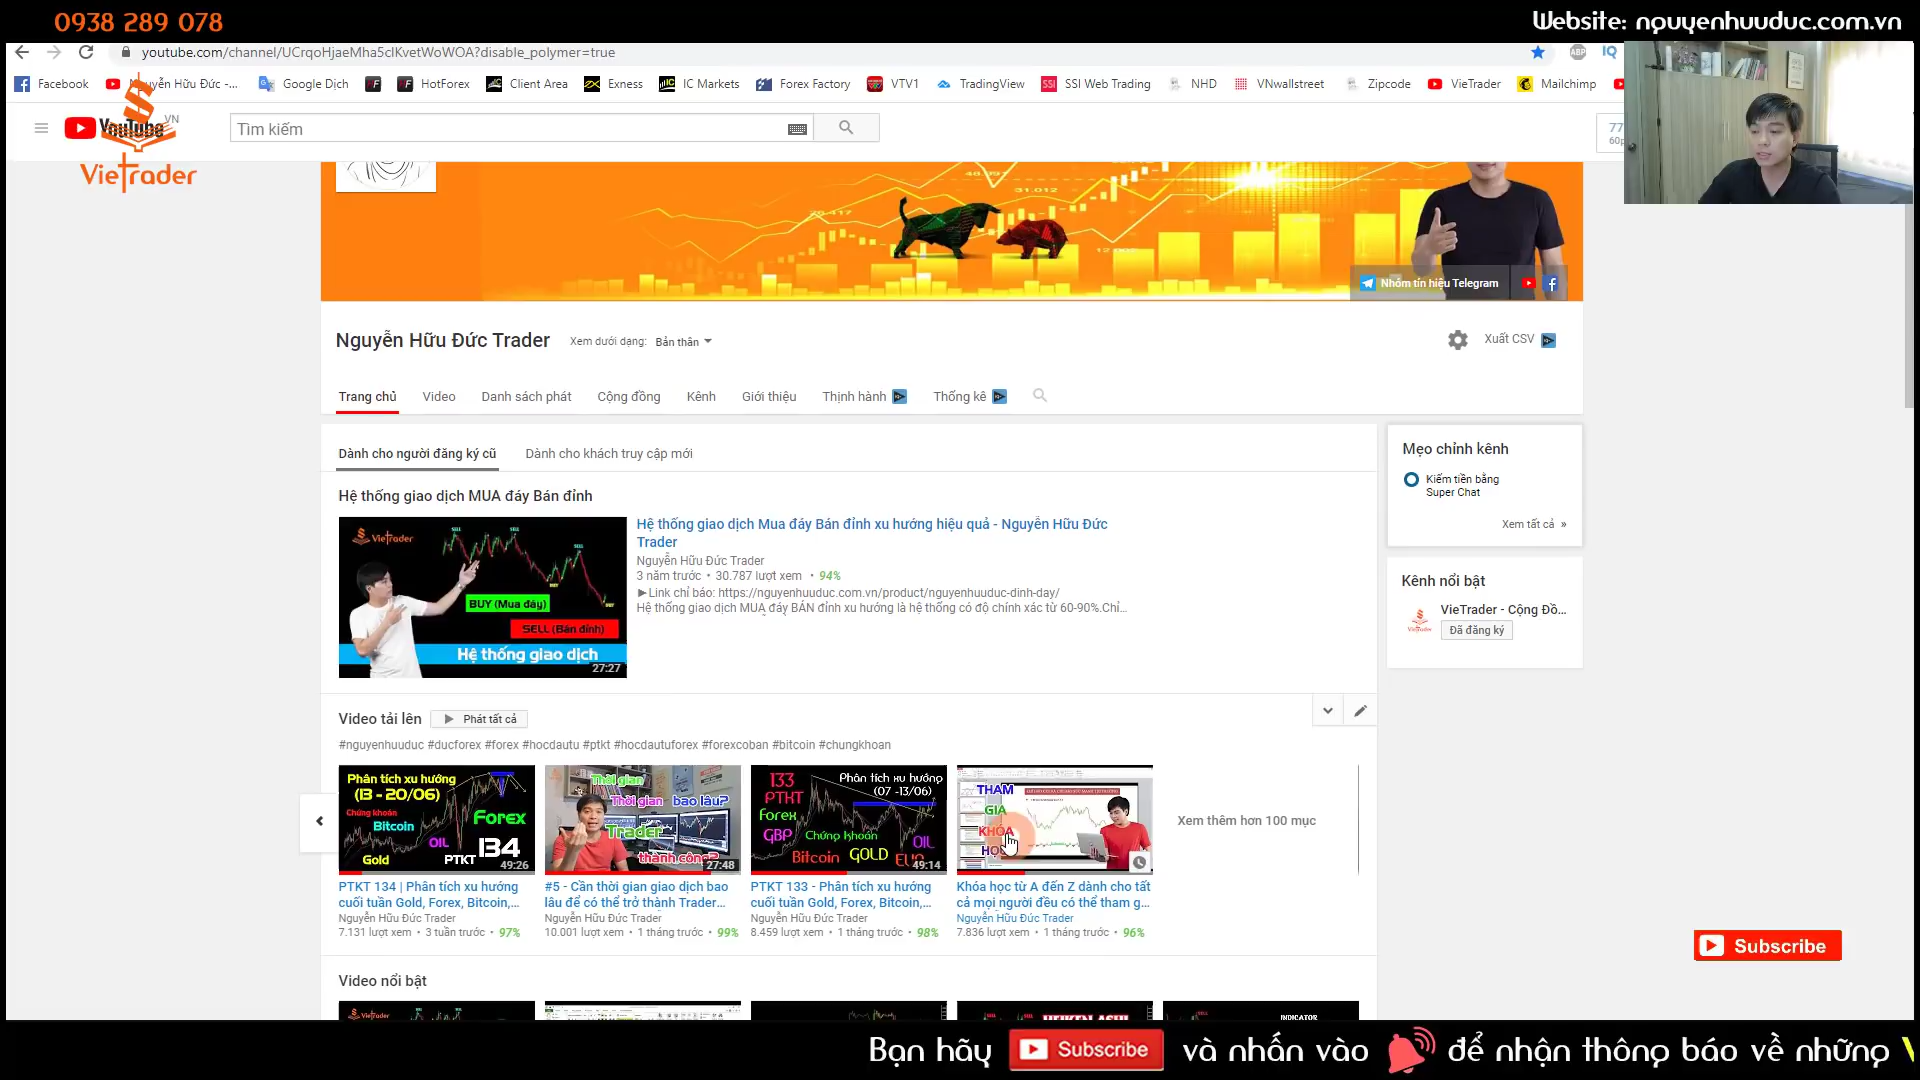 0938 289 078
Website: nguyenhuuduc.com.vn
youtube.com/channel/UCrqoHjaeMha5clKvetWoWOA?disable_polymer=true
Facebook
yễn Hữu Đức -...
Google Dịch
HotForex
Client Area
Exness
IC Markets
Forex Factory
VTV1
TradingView
SSI Web Trading
NHD
VNwallstreet
Zipcode
VieTrader
Mailchimp
YouTube VN
VieTrader
Tìm kiếm
Nhóm tín hiệu Telegram
Nguyễn Hữu Đức Trader
Xem dưới dạng: Bản thân
Xuất CSV
Trang chủ
Video
Danh sách phát
Cộng đồng
Kênh
Giới thiệu
Thịnh hành
Thống kê
Dành cho người đăng ký cũ
Dành cho khách truy cập mới
Hệ thống giao dịch MUA đáy Bán đỉnh
VieTrader
BUY (Mua đáy)
SELL (Bán đỉnh)
Hệ thống giao dịch
27:27
Hệ thống giao dịch Mua đáy Bán đỉnh xu hướng hiệu quả - Nguyễn Hữu Đức
Trader
Nguyễn Hữu Đức Trader
3 năm trước • 30.787 lượt xem • 94%
►Link chỉ báo: https://nguyenhuuduc.com.vn/product/nguyenhuuduc-dinh-day/
Hệ thống giao dịch MUA đáy BÁN đỉnh xu hướng là hệ thống có độ chính xác từ 60-90%.Chỉ...
Mẹo chỉnh kênh
Kiếm tiền bằng
Super Chat
Xem tất cả »
Kênh nổi bật
VieTrader - Cộng Đồ...
Đã đăng ký
Video tải lên
Phát tất cả
#nguyenhuuduc #ducforex #forex #hocdautu #ptkt #hocdautuforex #forexcoban #bitcoin #chungkhoan
Phân tích xu hướng
(13 - 20/06)
Chứng khoán
Bitcoin
Forex
OIL
Gold
PTKT
134
49:26
Thời gian
Thời gian bao lâu?
Trader
thành công?
27:48
133
PTKT
Forex
GBP
Phân tích xu hướng
(07 -13/06)
Chứng khoán
OIL
Bitcoin
GOLD
49:14
THAM
GIA
KHÓA
Xem thêm hơn 100 mục
PTKT 134 | Phân tích xu hướng
cuối tuần Gold, Forex, Bitcoin,...
Nguyễn Hữu Đức Trader
7.131 lượt xem • 3 tuần trước • 97%
#5 - Cần thời gian giao dịch bao
lâu để có thể trở thành Trader...
Nguyễn Hữu Đức Trader
10.001 lượt xem • 1 tháng trước • 99%
PTKT 133 - Phân tích xu hướng
cuối tuần Gold, Forex, Bitcoin,...
Nguyễn Hữu Đức Trader
8.459 lượt xem • 1 tháng trước • 98%
Khóa học từ A đến Z dành cho tất
cả mọi người đều có thể tham g...
Nguyễn Hữu Đức Trader
7.836 lượt xem • 1 tháng trước • 96%
Subscribe
Video nổi bật
VieTrader
INDICATOR
Bạn hãy Subscribe và nhấn vào để nhận thông báo về những